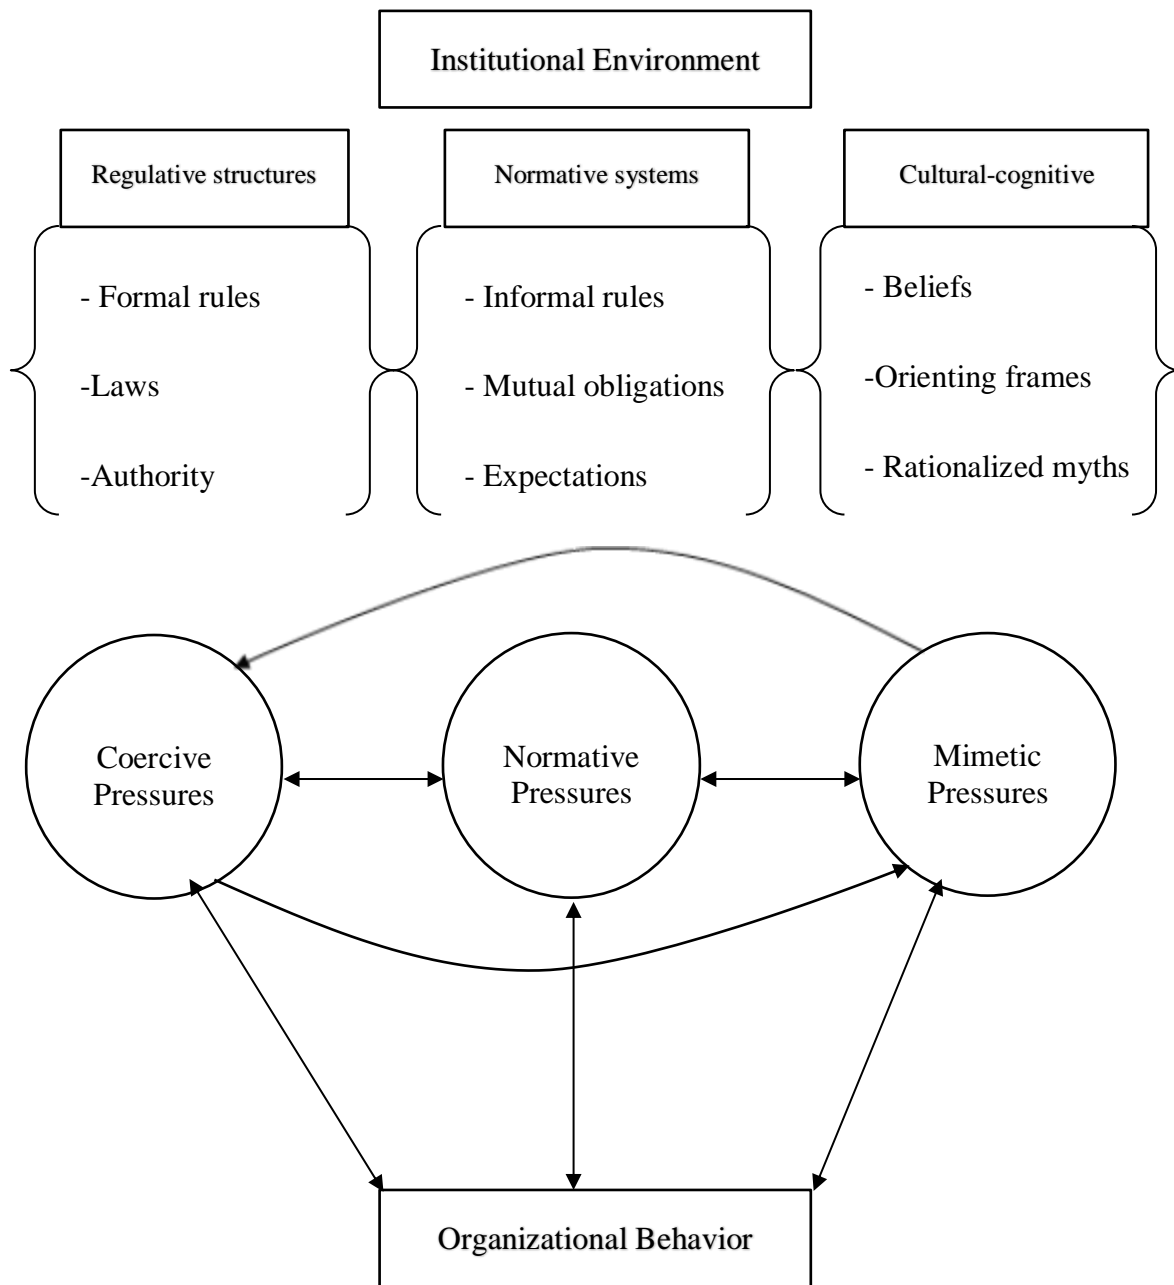 Institutional Environment
Regulative structures
Normative systems
Cultural-cognitive
- Formal rules
-Laws
-Authority
- Informal rules
- Mutual obligations
- Expectations
- Beliefs
-Orienting frames
- Rationalized myths
Coercive
Pressures
Normative
Pressures
Mimetic
Pressures
Organizational Behavior